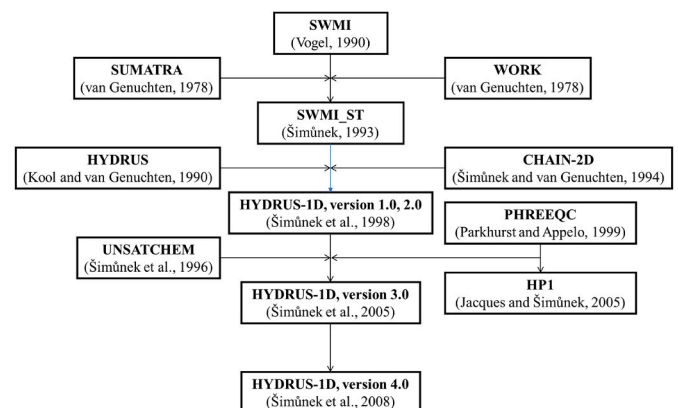 SWMI
(Vogel, 1990)
SUMATRA
(van Genuchten, 1978)
WORK
(van Genuchten, 1978)
SWMI_ST
(Šimůnek, 1993)
HYDRUS
(Kool and van Genuchten, 1990)
CHAIN-2D
(Šimůnek and van Genuchten, 1994)
HYDRUS-1D, version 1.0, 2.0
(Šimůnek et al., 1998)
PHREEQC
(Parkhurst and Appelo, 1999)
UNSATCHEM
(Šimůnek et al., 1996)
HYDRUS-1D, version 3.0
(Šimůnek et al., 2005)
HP1
(Jacques and Šimůnek, 2005)
HYDRUS-1D, version 4.0
(Šimůnek et al., 2008)